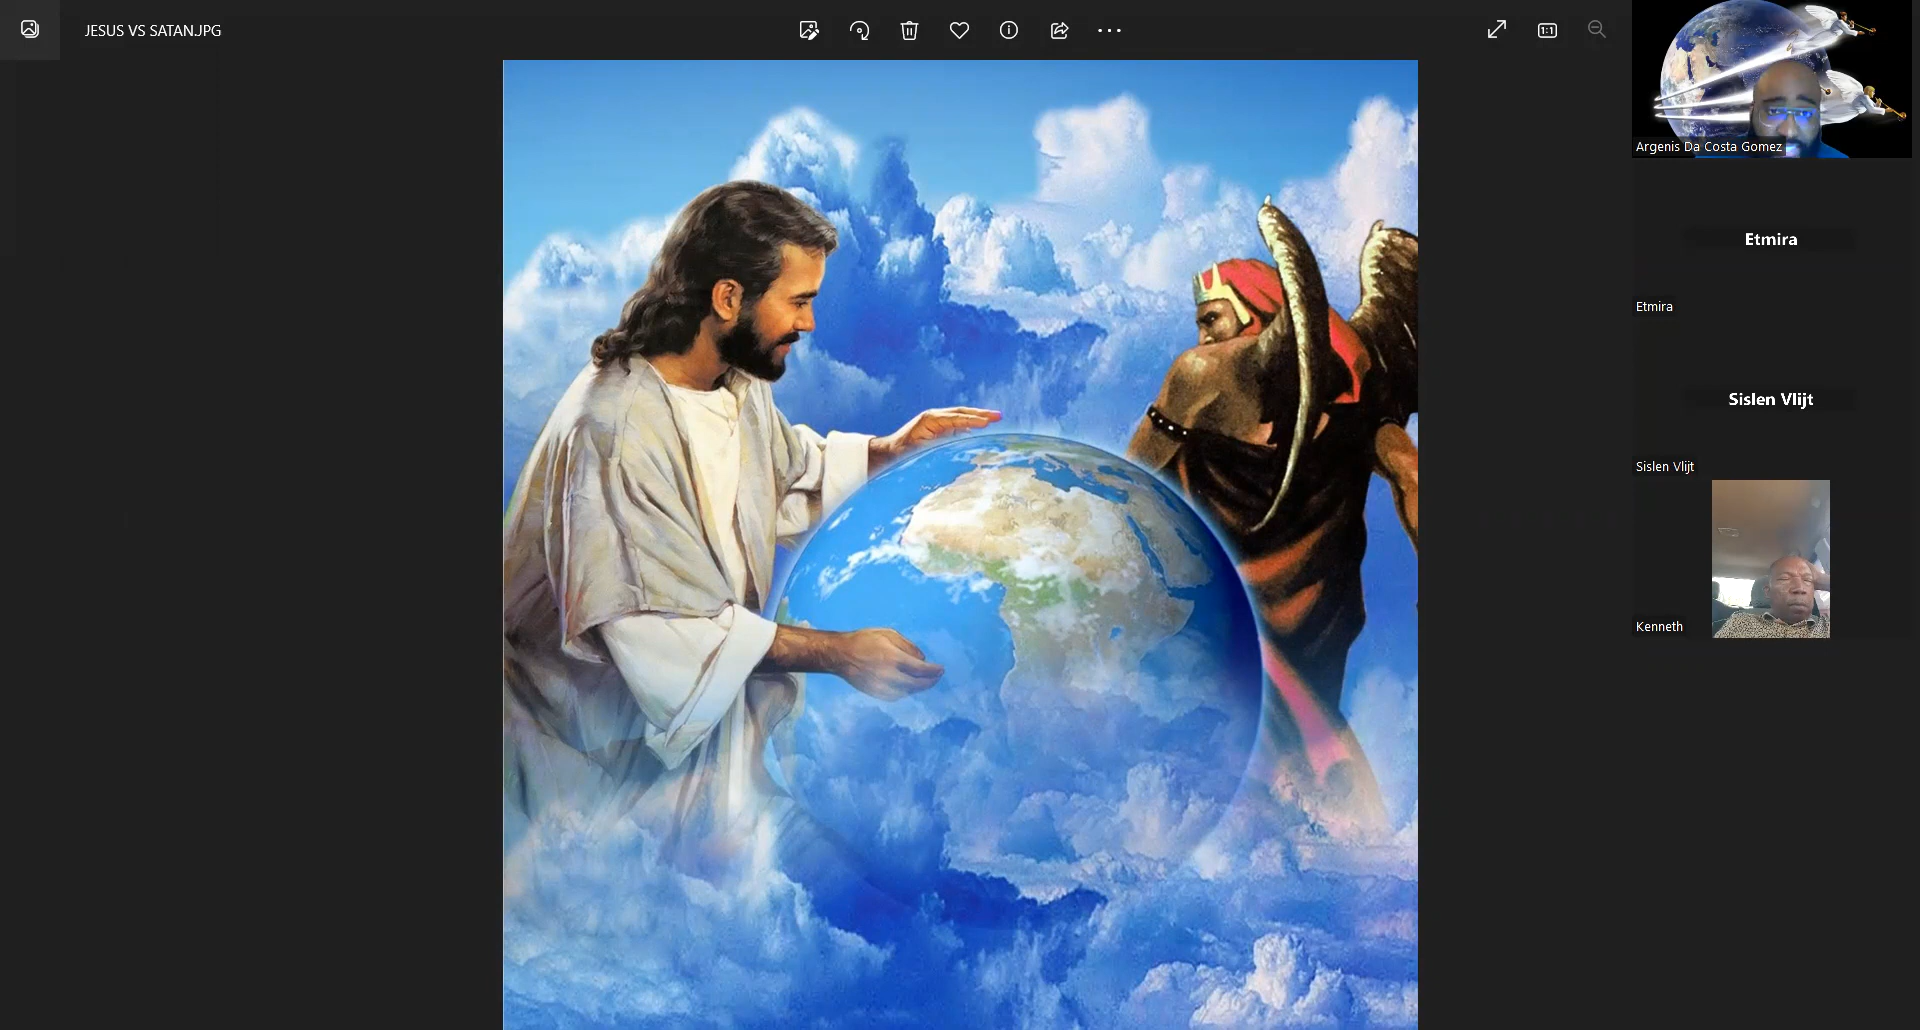 JESUS VS SATAN.JPG
Argenis Da Costa Gomez
Etmira
Etmira
Sislen Vlijt
Sislen Vlijt
Kenneth